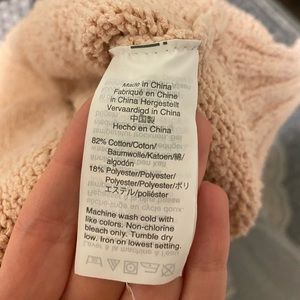 Made in China
Fabriqué en China
in China Hergestellt
Vervaardigd in China
中国製
Hecho en China
82% Cotton/Coton/
Baumwolle/Katoen/綿/
algodón
18% Polyester/Polyester/
Polyester/Polyester/ポリ
エステル/poliéster
Machine wash cold with
like colors. Non-chlorine
bleach only. Tumble dry
low. Iron on lowest setting.